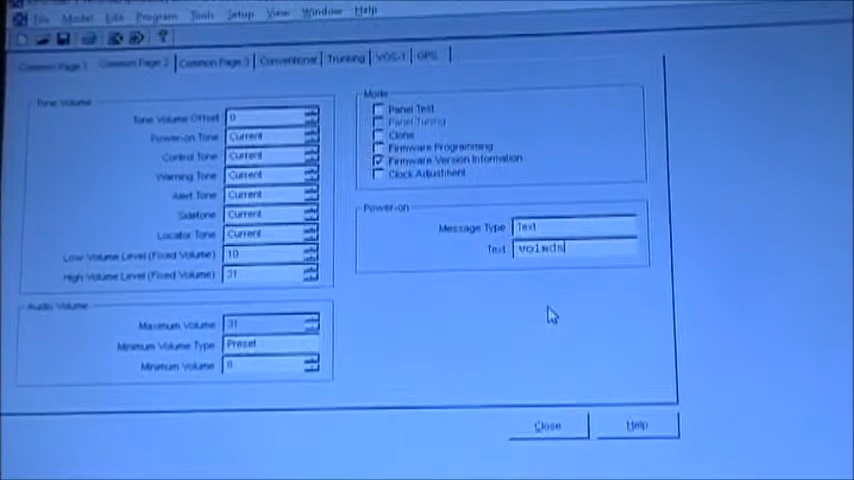 File Model Edit Program Tools Setup View Window Help
Common Page 1 Common Page 2 Common Page 3 Conventional Trunking VOS-1 GPS
Tone Volume
Tone Volume Offset 0
Power-on Tone Current
Control Tone Current
Warning Tone Current
Alert Tone Current
Sidetone Current
Locator Tone Current
Low Volume Level (Fixed Volume) 10
High Volume Level (Fixed Volume) 31
Audio Volume
Maximum Volume 31
Minimum Volume Type Preset
Minimum Volume 0
Mode
Panel Test
Panel Tuning
Clone
Firmware Programming
Firmware Version Information
Clock Adjustment
Power-on
Message Type Text
Text
Close Help